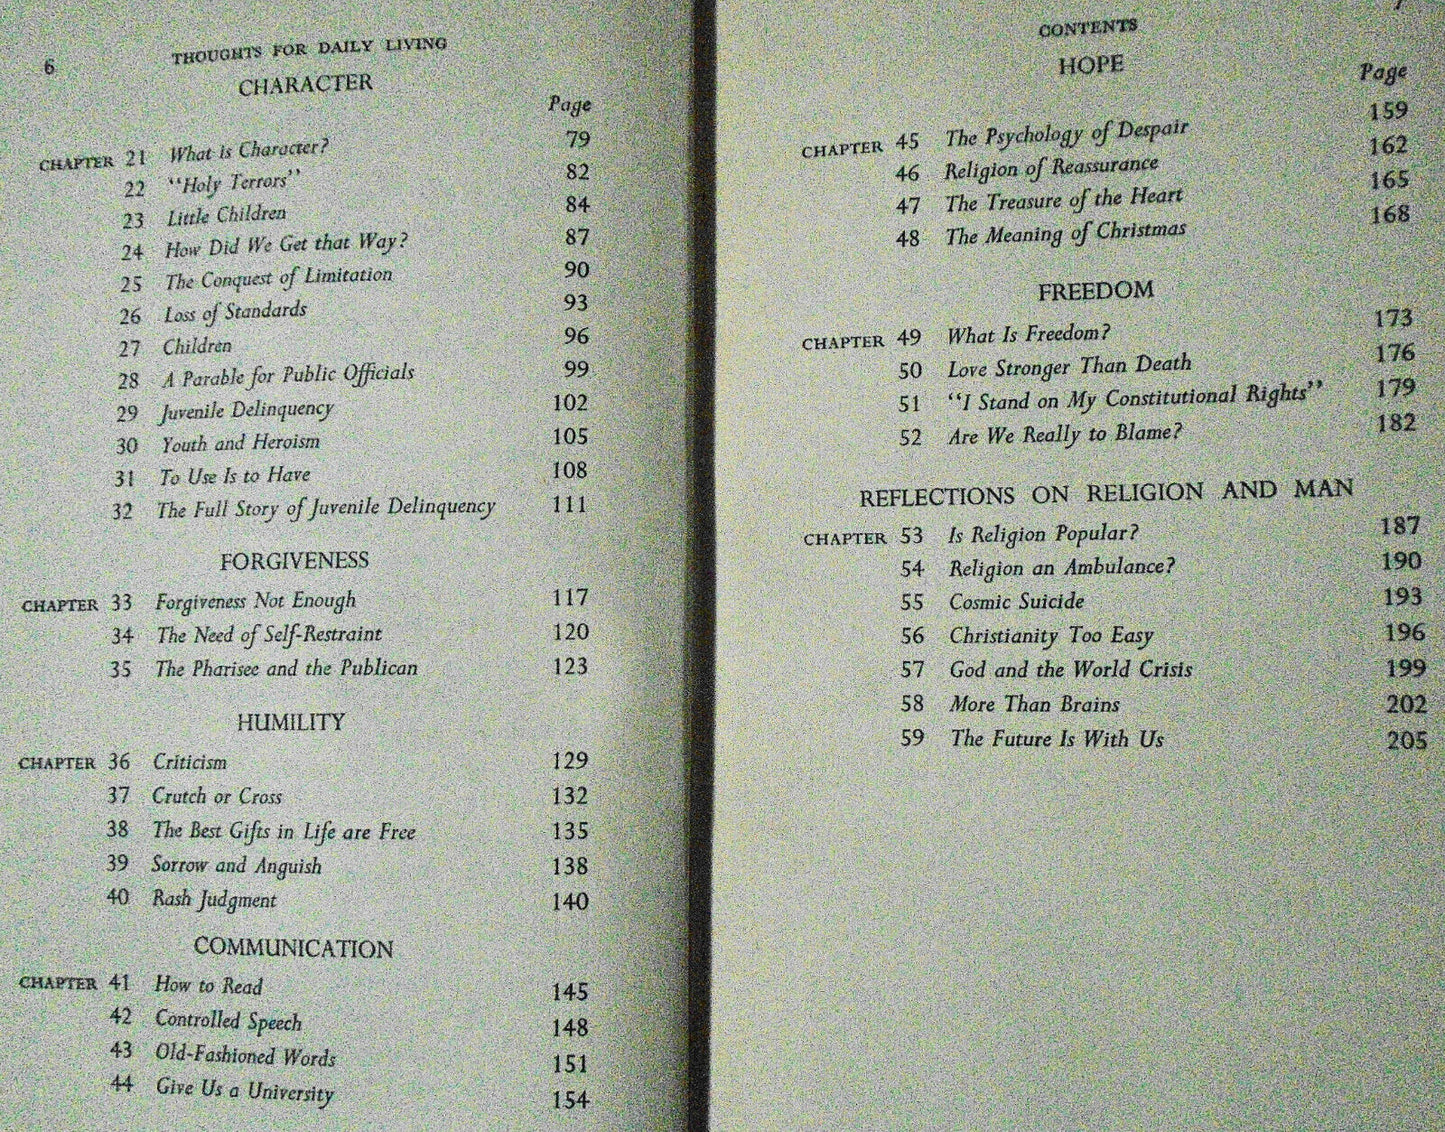 6 THOUGHTS FOR DAILY LIVING
CHARACTER
Page
CHAPTER 21 What is Character? 79
22 "Holy Terrors" 82
23 Little Children 84
24 How Did We Get that Way? 87
25 The Conquest of Limitation 90
26 Loss of Standards 93
27 Children 96
28 A Parable for Public Officials 99
29 Juvenile Delinquency 102
30 Youth and Heroism 105
31 To Use Is to Have 108
32 The Full Story of Juvenile Delinquency 111
FORGIVENESS
CHAPTER 33 Forgiveness Not Enough 117
34 The Need of Self-Restraint 120
35 The Pharisee and the Publican 123
HUMILITY
CHAPTER 36 Criticism 129
37 Crutch or Cross 132
38 The Best Gifts in Life are Free 135
39 Sorrow and Anguish 138
40 Rash Judgment 140
COMMUNICATION
CHAPTER 41 How to Read 145
42 Controlled Speech 148
43 Old-Fashioned Words 151
44 Give Us a University 154
CONTENTS
HOPE
Page
CHAPTER 45 The Psychology of Despair 159
46 Religion of Reassurance 162
47 The Treasure of the Heart 165
48 The Meaning of Christmas 168
FREEDOM
CHAPTER 49 What Is Freedom? 173
50 Love Stronger Than Death 176
51 "I Stand on My Constitutional Rights" 179
52 Are We Really to Blame? 182
REFLECTIONS ON RELIGION AND MAN
CHAPTER 53 Is Religion Popular? 187
54 Religion an Ambulance? 190
55 Cosmic Suicide 193
56 Christianity Too Easy 196
57 God and the World Crisis 199
58 More Than Brains 202
59 The Future Is With Us 205